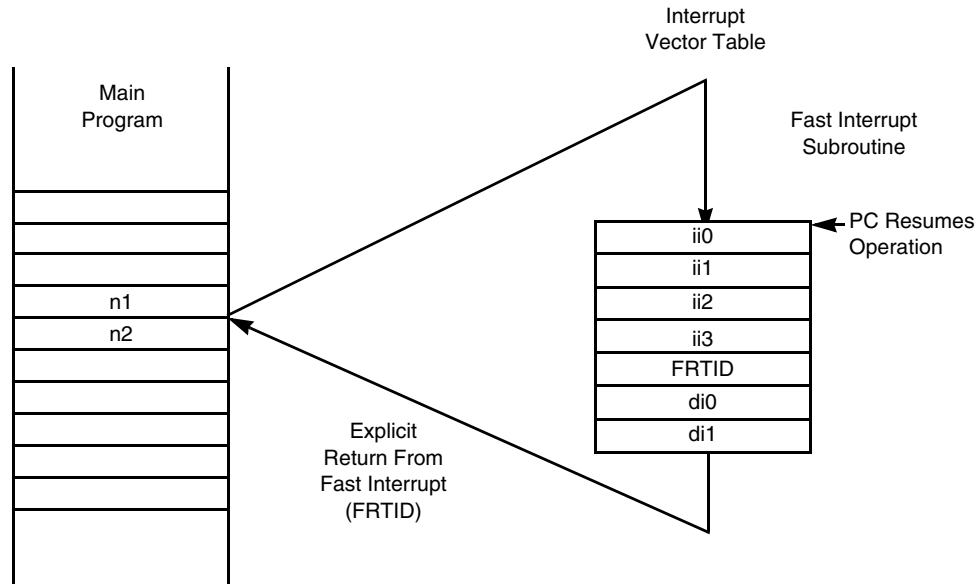 Interrupt
Vector Table
Main
Program
Fast Interrupt
Subroutine
PC Resumes
Operation
ii0
ii1
ii2
ii3
FRTID
di0
di1
n1
n2
Explicit
Return From
Fast Interrupt
(FRTID)